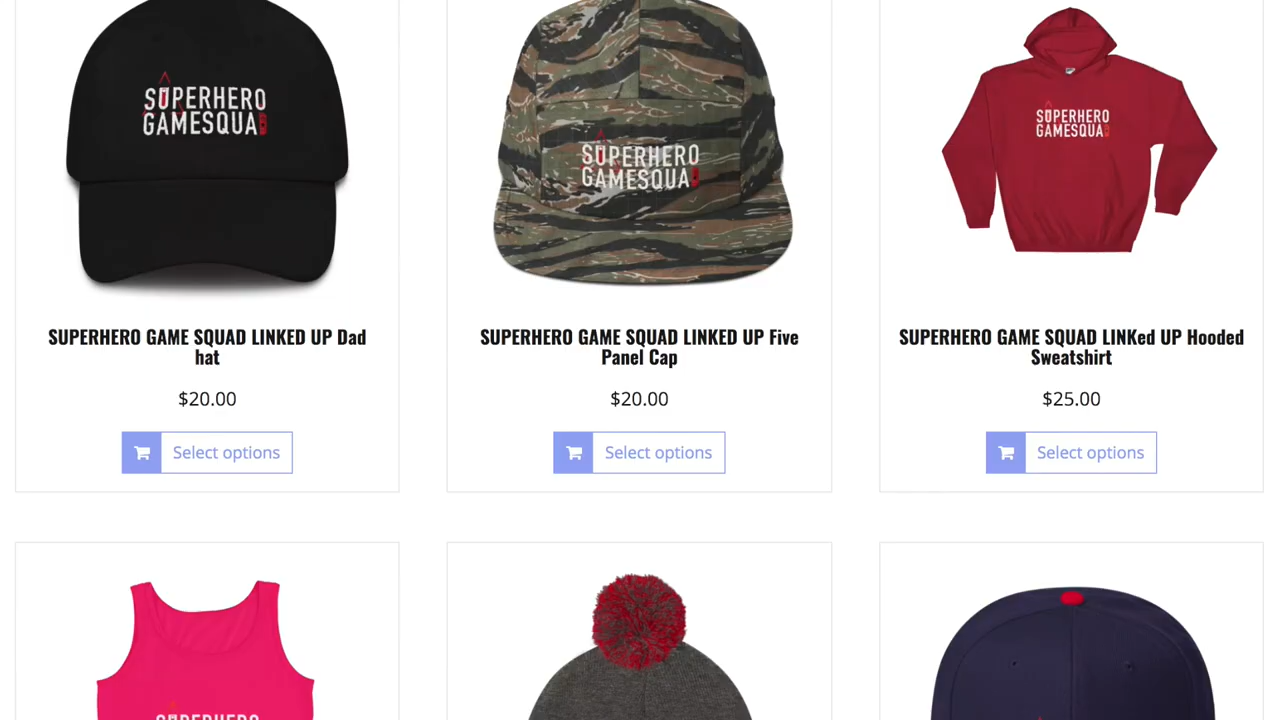 SUPERHERO
GAMESQUA
SUPERHERO
GAMESQUA
SUPERHERO
GAMESQUA
SUPERHERO GAME SQUAD LINKED UP Dad
hat
SUPERHERO GAME SQUAD LINKED UP Five
Panel Cap
SUPERHERO GAME SQUAD LINKed UP Hooded
Sweatshirt
$20.00
$20.00
$25.00
Select options
Select options
Select options
SUPERHERO